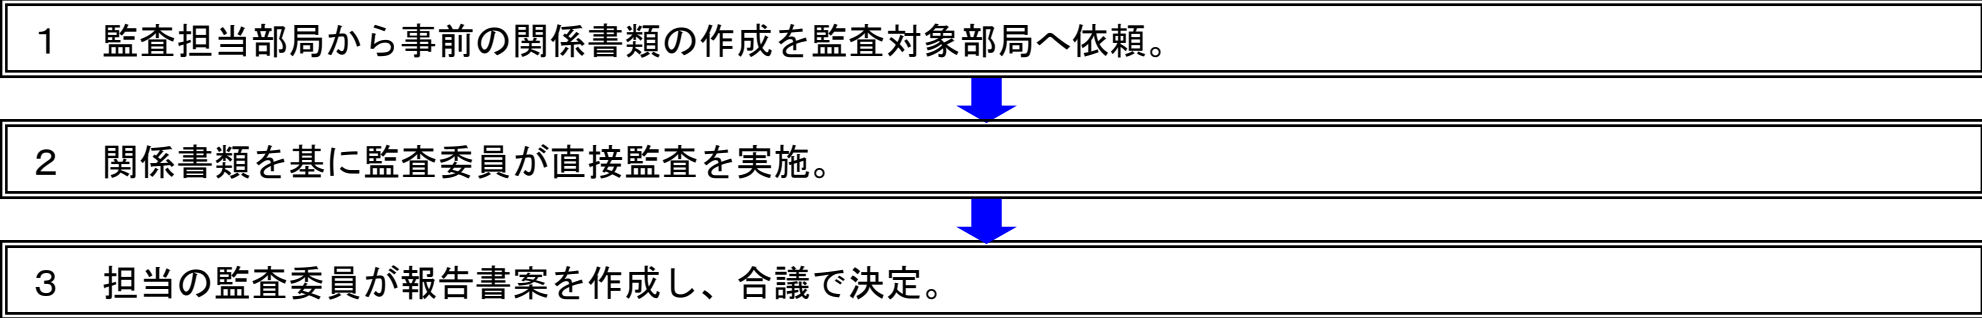 １　監査担当部局から事前の関係書類の作成を監査対象部局へ依頼。
２　関係書類を基に監査委員が直接監査を実施。
３　担当の監査委員が報告書案を作成し、合議で決定。